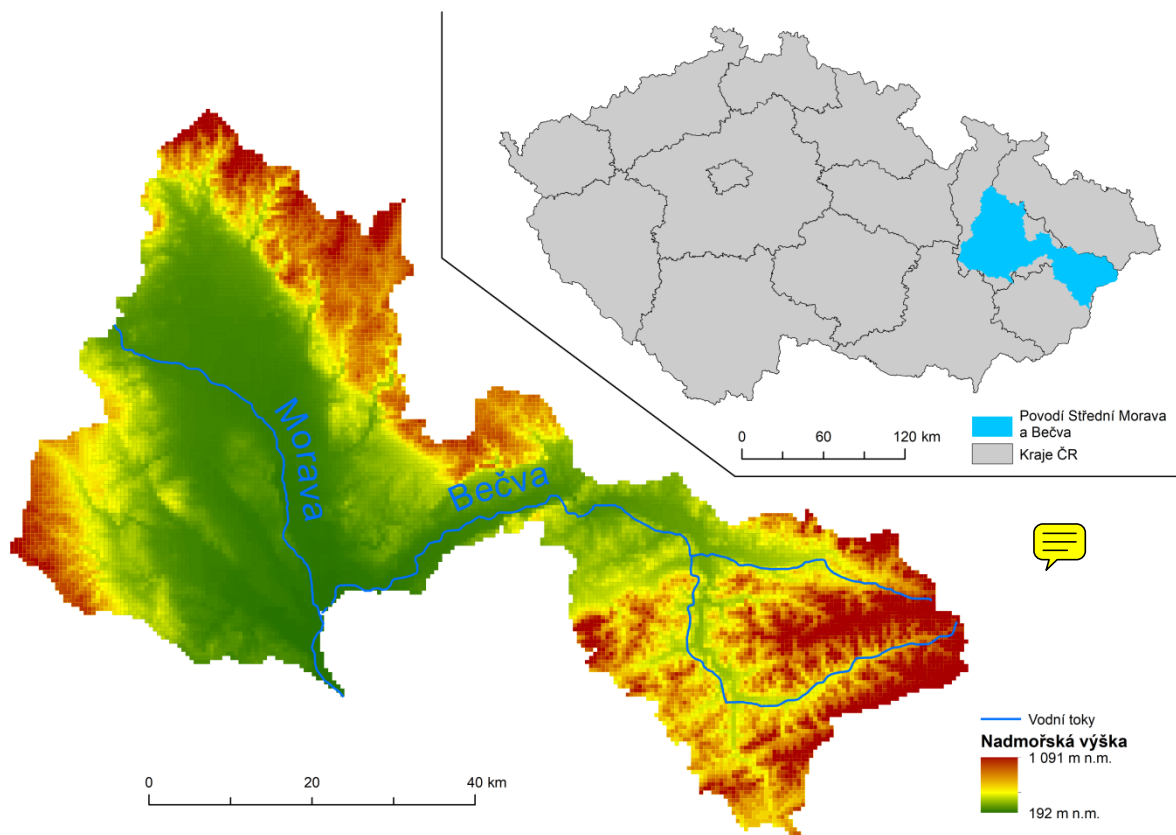 Morava
Bečva
0
60
120 km
Povodí Střední Morava
a Bečva
Kraje ČR
Vodní toky
Nadmořská výška
1 091 m n.m.
192 m n.m.
0
20
40 km